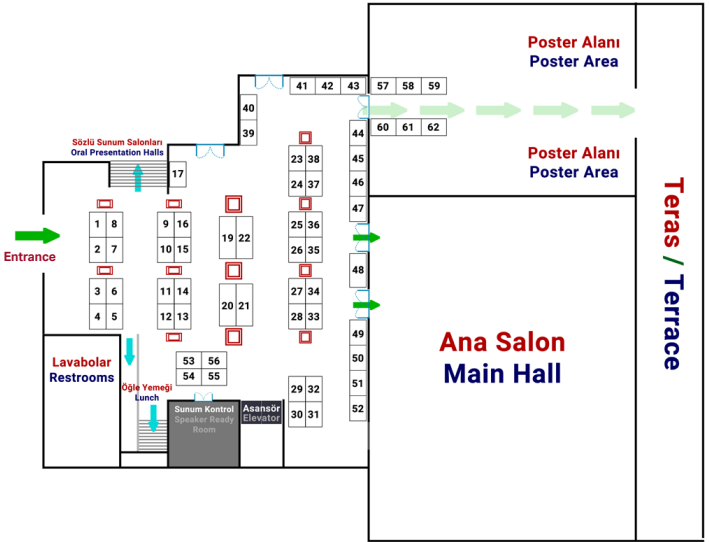 Poster Alanı
Poster Area
41 42 43 57 58 59
40
39
44 60 61 62
Sözlü Sunum Salonları
Oral Presentation Halls
17
23 38
24 37
45
46
47
Poster Alanı
Poster Area
Entrance
1 8
2 7
9 16
10 15
19 22
25 36
26 35
48
3 6
4 5
11 14
12 13
20 21
27 34
28 33
49
50
51
52
Lavabolar
Restrooms
Öğle Yemeği
Lunch
53 56
54 55
29 32
30 31
Sunum Kontrol
Speaker Ready
Room
Asansör
Elevator
Ana Salon
Main Hall
Teras / Terrace